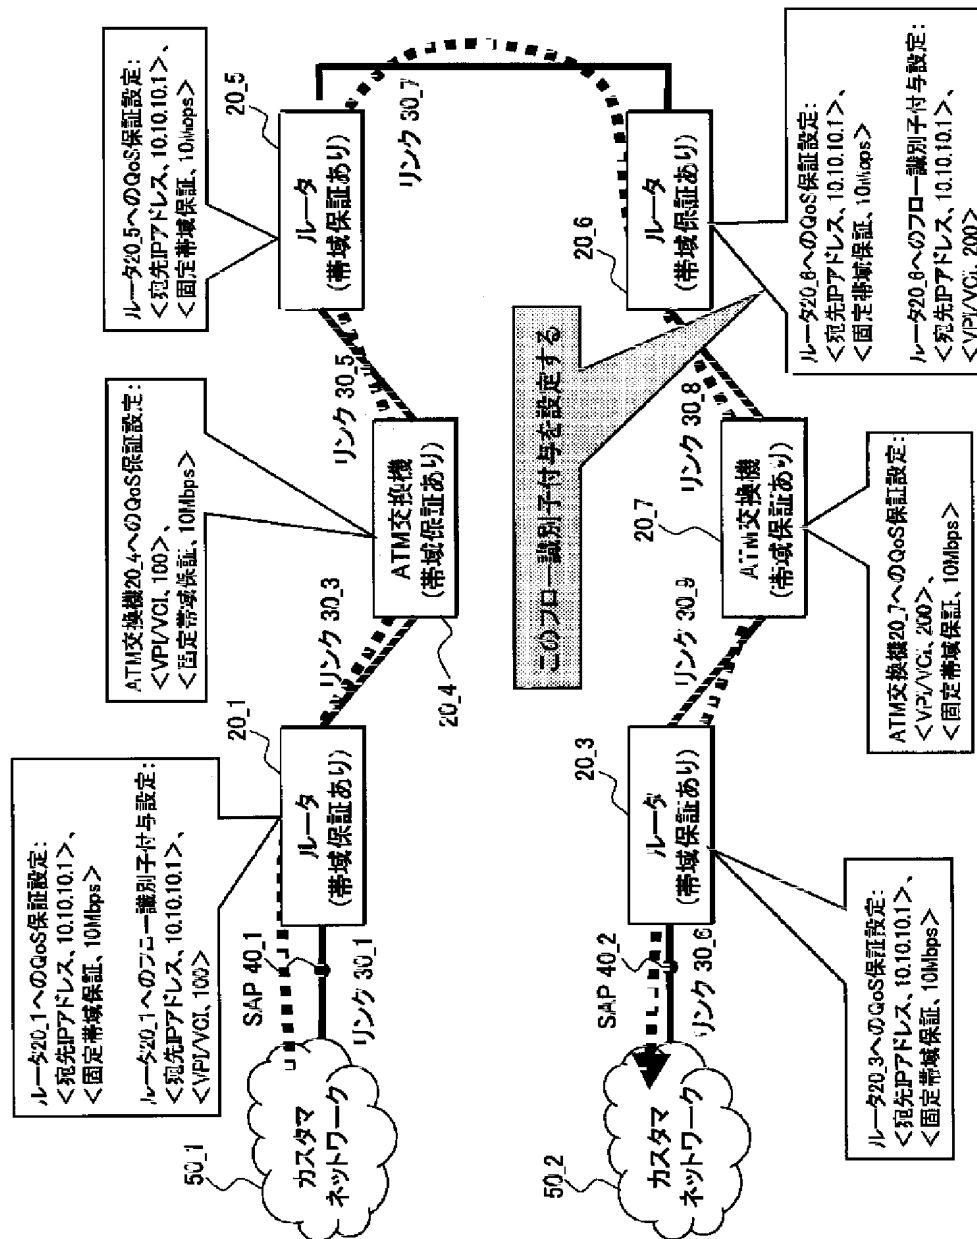 ルータ20_1へのQoS保証設定:
<宛先IPアドレス、10.10.10.1>、
<固定帯域保証、10Mbps>
ルータ20_1へのフロー識別子付与設定:
<宛先IPアドレス、10.10.10.1>、
<VPI/VCI、100>
ATM交換機20_4へのQoS保証設定:
<VPI/VCI、100>、
<固定帯域保証、10Mbps>
ルータ20_5へのQoS保証設定:
<宛先IPアドレス、10.10.10.1>、
<固定帯域保証、10Mbps>
50_1
カスタマ
ネットワーク
SAP 40_1
リンク 30_1
20_1
ルータ
(帯域保証あり)
リンク 30_3
20_4
ATM交換機
(帯域保証あり)
リンク 30_5
20_5
ルータ
(帯域保証あり)
リンク 30_7
このフロー識別子付与を設定する
50_2
カスタマ
ネットワーク
SAP 40_2
リンク 30_6
20_3
ルータ
(帯域保証あり)
リンク 30_9
20_7
ATM交換機
(帯域保証あり)
リンク 30_8
20_6
ルータ
(帯域保証あり)
ルータ20_3へのQoS保証設定:
<宛先IPアドレス、10.10.10.1>、
<固定帯域保証、10Mbps>
ATM交換機20_7へのQoS保証設定:
<VPI/VCI、200>、
<固定帯域保証、10Mbps>
ルータ20_6へのQoS保証設定:
<宛先IPアドレス、10.10.10.1>、
<固定帯域保証、10Mbps>
ルータ20_6へのフロー識別子付与設定:
<宛先IPアドレス、10.10.10.1>、
<VPI/VCI、200>